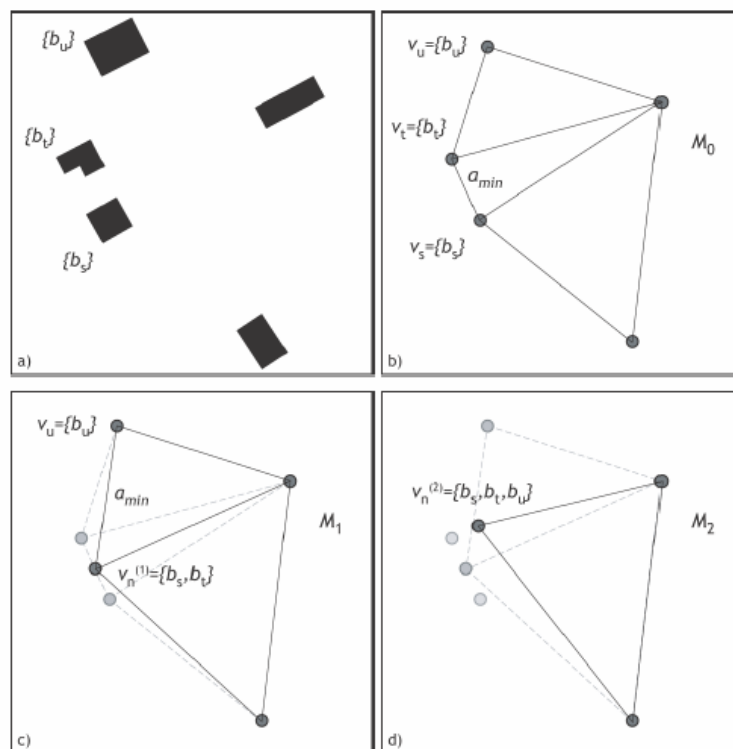 {b_u}
{b_t}
{b_s}
a)
v_u={b_u}
v_t={b_t}
M_0
a_min
v_s={b_s}
b)
v_u={b_u}
a_min
M_1
v_n^(1)={b_s,b_t}
c)
v_n^(2)={b_s,b_t,b_u}
M_2
d)